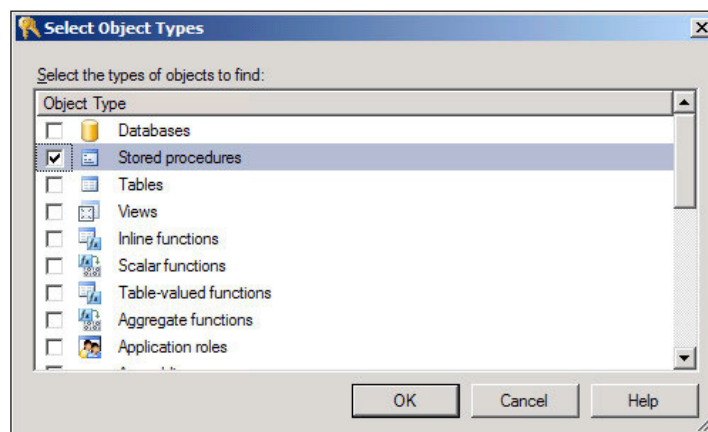 Select Object Types
Select the types of objects to find:
Object Type
Databases
Stored procedures
Tables
Views
Inline functions
Scalar functions
Table-valued functions
Aggregate functions
Application roles
OK Cancel Help